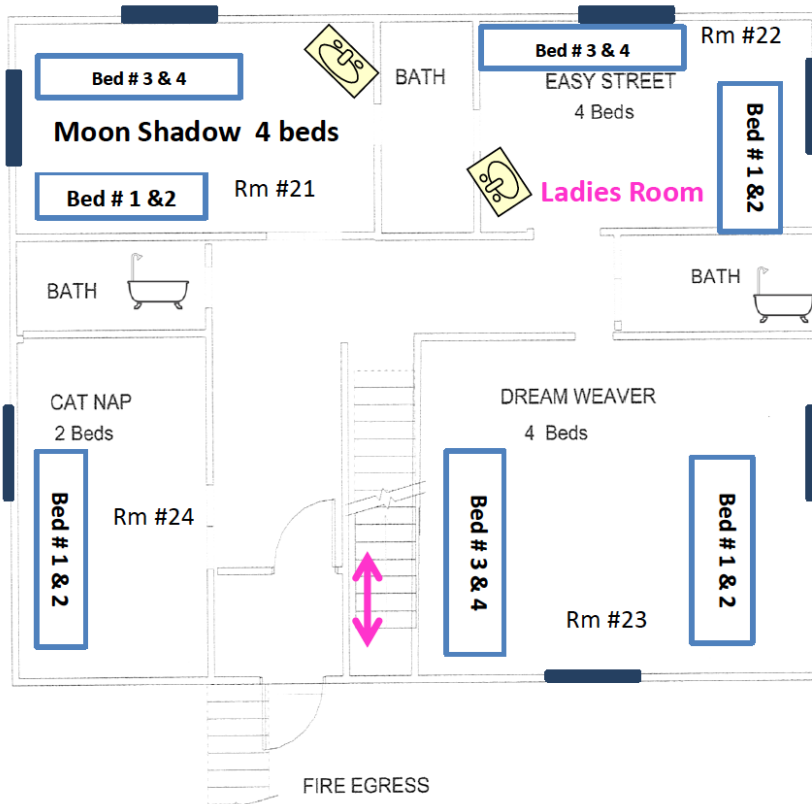 Bed # 3 & 4
BATH
Bed # 3 & 4
Rm #22
EASY STREET
4 Beds
Moon Shadow 4 beds
Bed # 1 &2
Bed # 1 &2
Rm #21
Ladies Room
BATH
BATH
CAT NAP
2 Beds
DREAM WEAVER
4 Beds
Bed # 1 & 2
Rm #24
Bed # 3 & 4
Bed # 1 & 2
Rm #23
FIRE EGRESS